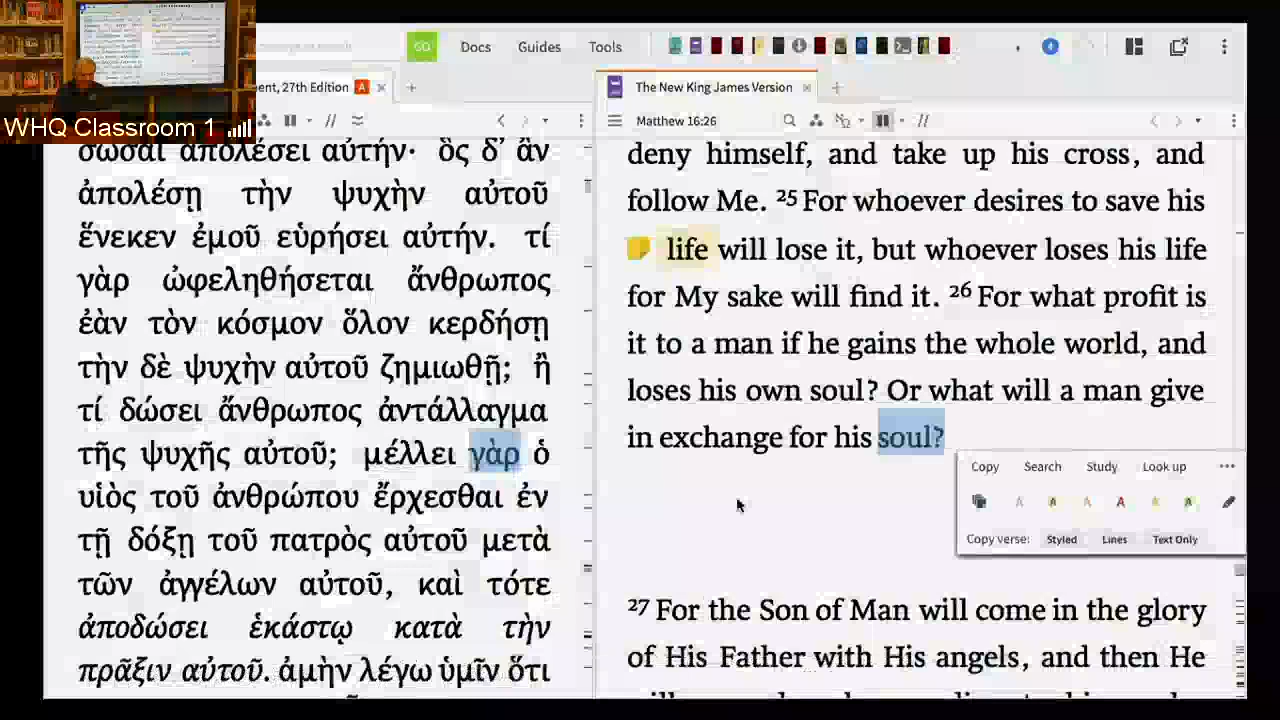 WHQ Classroom 1
GO
Docs
Guides
Tools
ent, 27th Edition
A
The New King James Version
Matthew 16:26
σῶσαι ἀπολέσει αὐτήν· ὃς δ’ ἂν
ἀπολέσῃ τὴν ψυχὴν αὐτοῦ
ἕνεκεν ἐμοῦ εὑρήσει αὐτήν. τί
γὰρ ὠφεληθήσεται ἄνθρωπος
ἐὰν τὸν κόσμον ὅλον κερδήσῃ
τὴν δὲ ψυχὴν αὐτοῦ ζημιωθῇ; ἢ
τί δώσει ἄνθρωπος ἀντάλλαγμα
τῆς ψυχῆς αὐτοῦ; μέλλει γὰρ ὁ
υἱὸς τοῦ ἀνθρώπου ἔρχεσθαι ἐν
τῇ δόξῃ τοῦ πατρὸς αὐτοῦ μετὰ
τῶν ἀγγέλων αὐτοῦ, καὶ τότε
ἀποδώσει ἑκάστῳ κατὰ τὴν
πρᾶξιν αὐτοῦ. ἀμὴν λέγω ὑμῖν ὅτι
deny himself, and take up his cross, and
follow Me. 25 For whoever desires to save his
life will lose it, but whoever loses his life
for My sake will find it. 26 For what profit is
it to a man if he gains the whole world, and
loses his own soul? Or what will a man give
in exchange for his soul?
Copy
Search
Study
Look up
Copy verse:
Styled
Lines
Text Only
27 For the Son of Man will come in the glory
of His Father with His angels, and then He